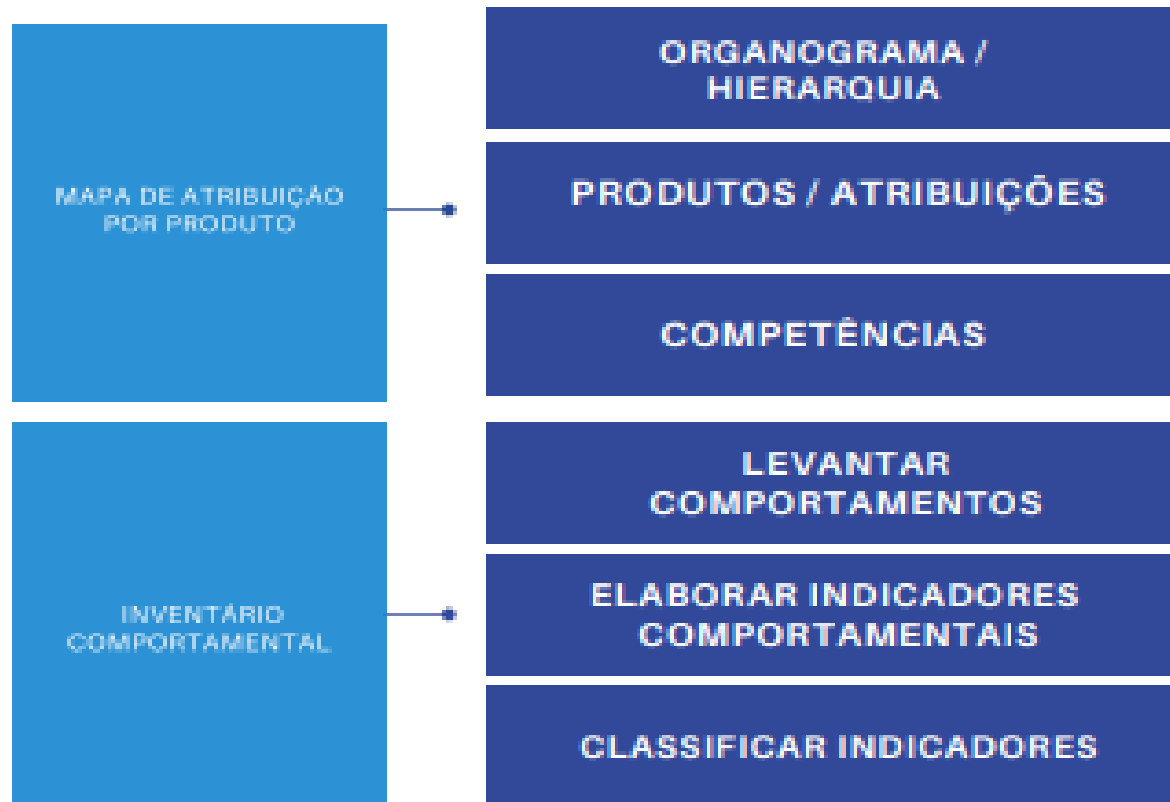 MAPA DE ATRIBUIÇÃO
POR PRODUTO
ORGANOGRAMA /
HIERARQUIA
PRODUTOS / ATRIBUIÇÕES
COMPETÊNCIAS
INVENTÁRIO
COMPORTAMENTAL
LEVANTAR
COMPORTAMENTOS
ELABORAR INDICADORES
COMPORTAMENTAIS
CLASSIFICAR INDICADORES